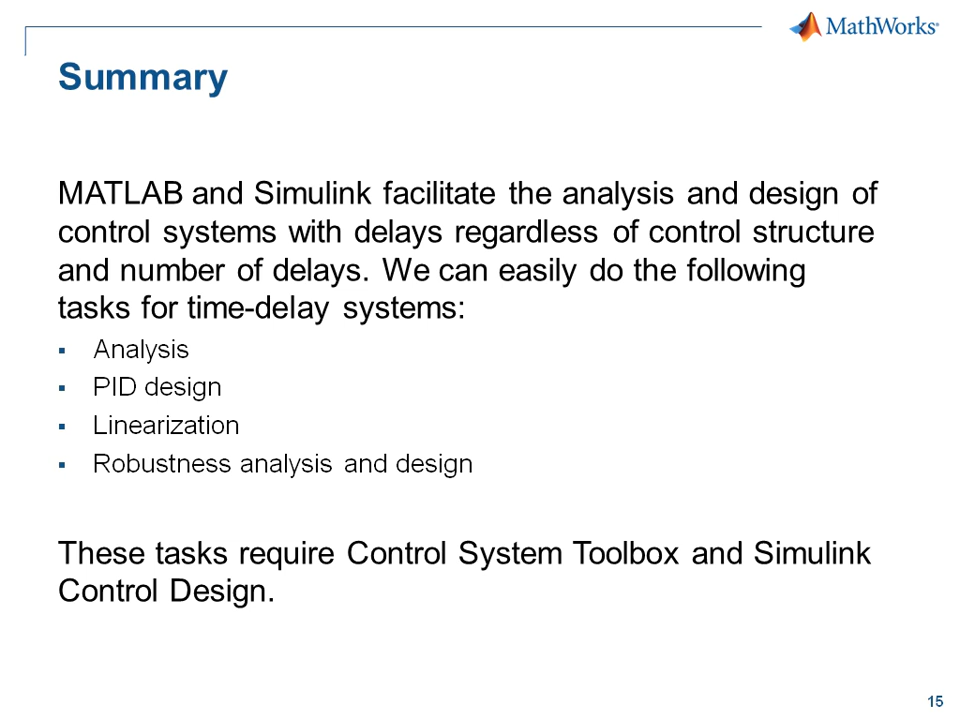 MathWorks®
Summary
MATLAB and Simulink facilitate the analysis and design of
control systems with delays regardless of control structure
and number of delays. We can easily do the following
tasks for time-delay systems:
▪ Analysis
▪ PID design
▪ Linearization
▪ Robustness analysis and design
These tasks require Control System Toolbox and Simulink
Control Design.
15